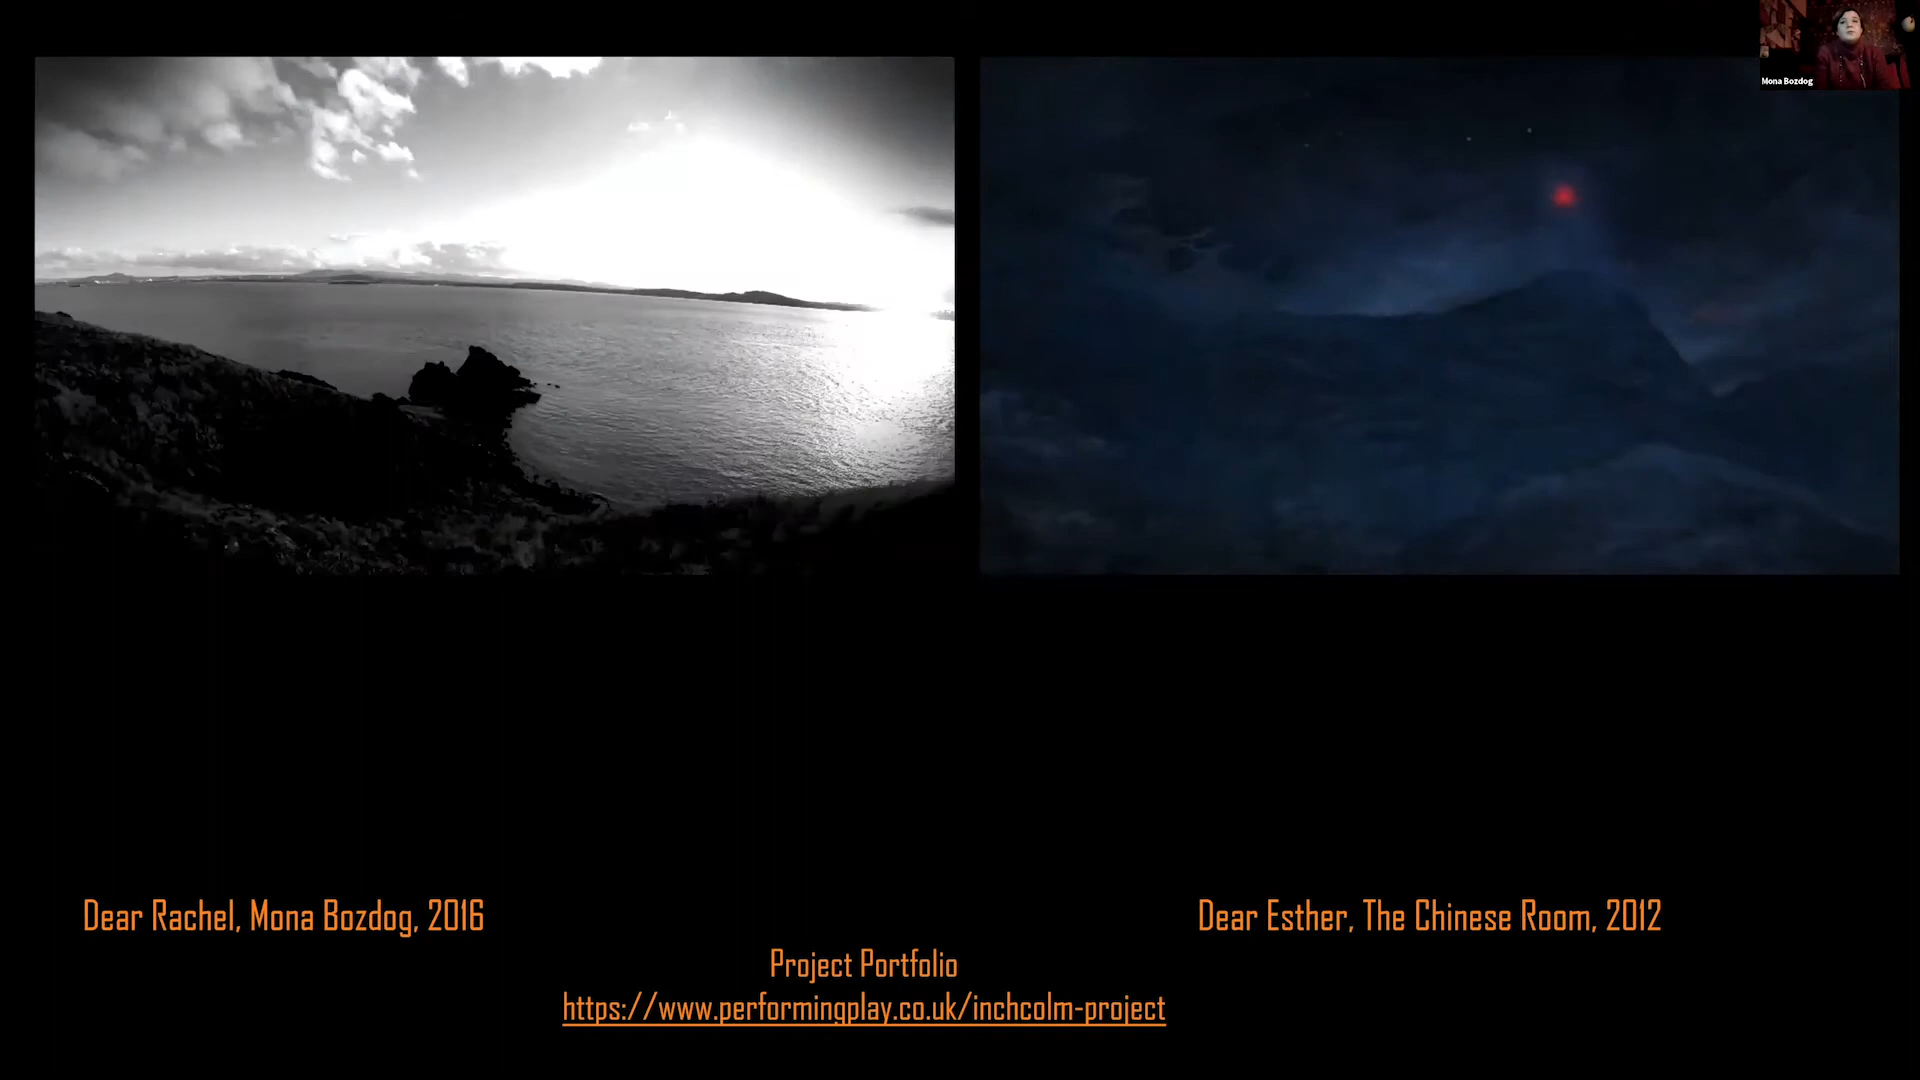 Mona Bozdog
Dear Rachel, Mona Bozdog, 2016
Dear Esther, The Chinese Room, 2012
Project Portfolio
https://www.performingplay.co.uk/inchcolm-project